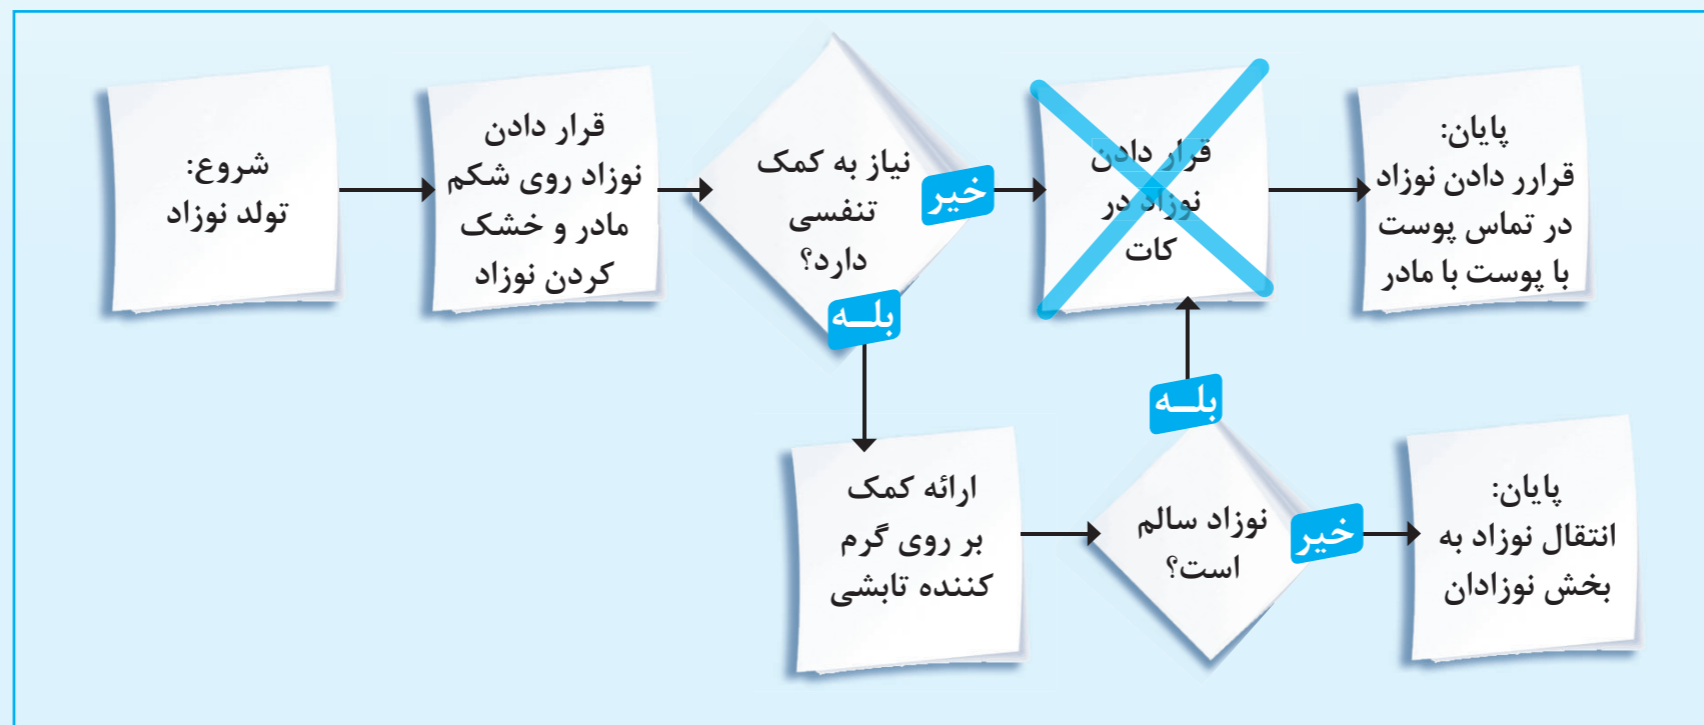 شروع:
تولد نوزاد
قرار دادن
نوزاد روی شکم
مادر و خشک
کردن نوزاد
نیاز به کمک
تنفسی
دارد؟
خیر
بلــه
قرار دادن
نوزاد در
کات
پایان:
قرارر دادن نوزاد
در تماس پوست
با پوست با مادر
ارائه کمک
بر روی گرم
کننده تابشی
نوزاد سالم
است؟
بلــه
خیر
پایان:
انتقال نوزاد به
بخش نوزادان